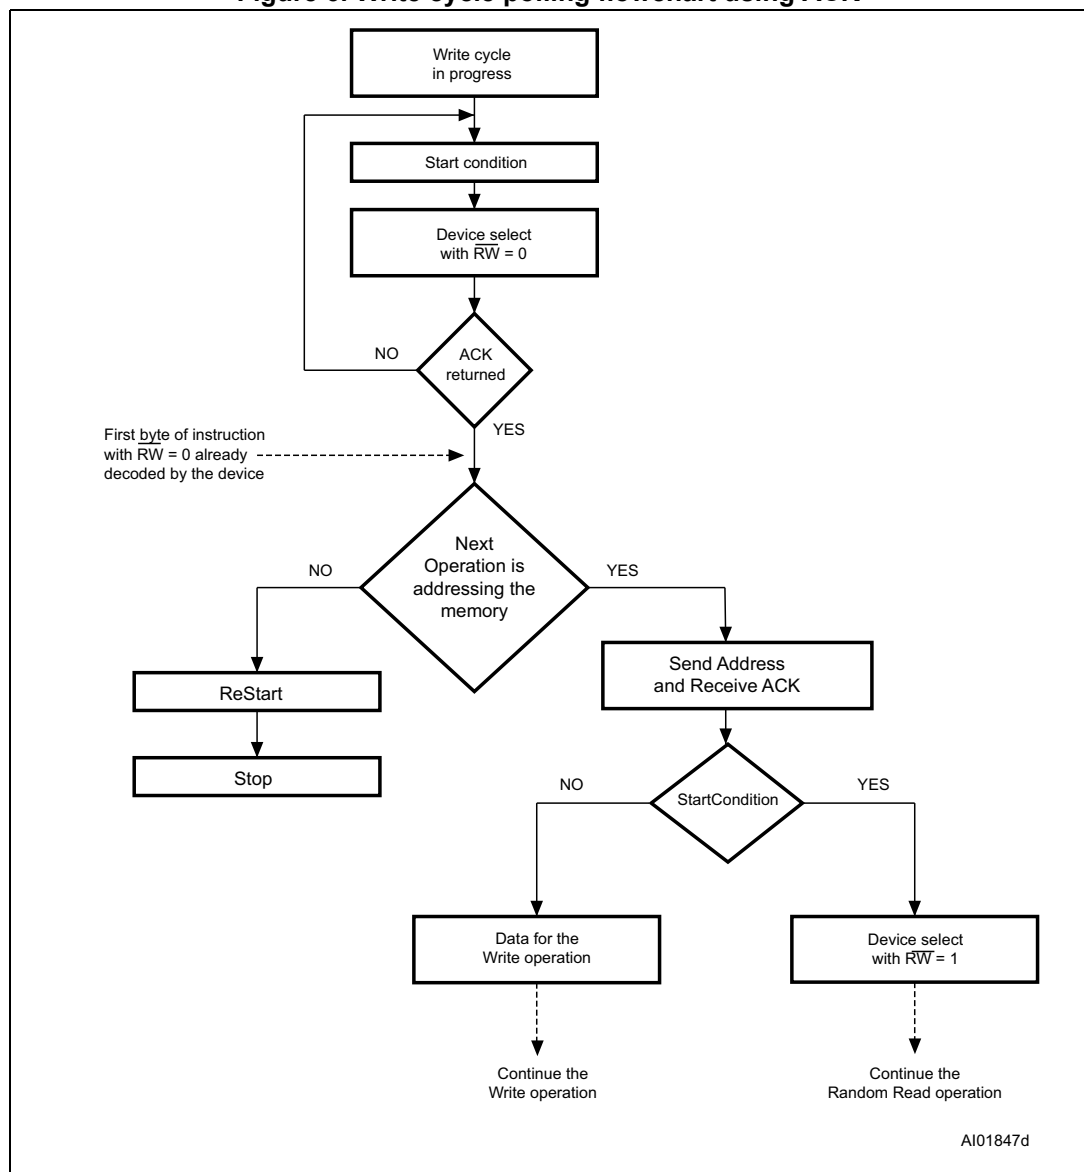 Write cycle
in progress
Start condition
Device select
with RW = 0
NO
ACK
returned
YES
First byte of instruction
with RW = 0 already
decoded by the device
Next
Operation is
addressing the
memory
NO
YES
ReStart
Send Address
and Receive ACK
Stop
NO
StartCondition
YES
Data for the
Write operation
Device select
with RW = 1
Continue the
Write operation
Continue the
Random Read operation
AI01847d